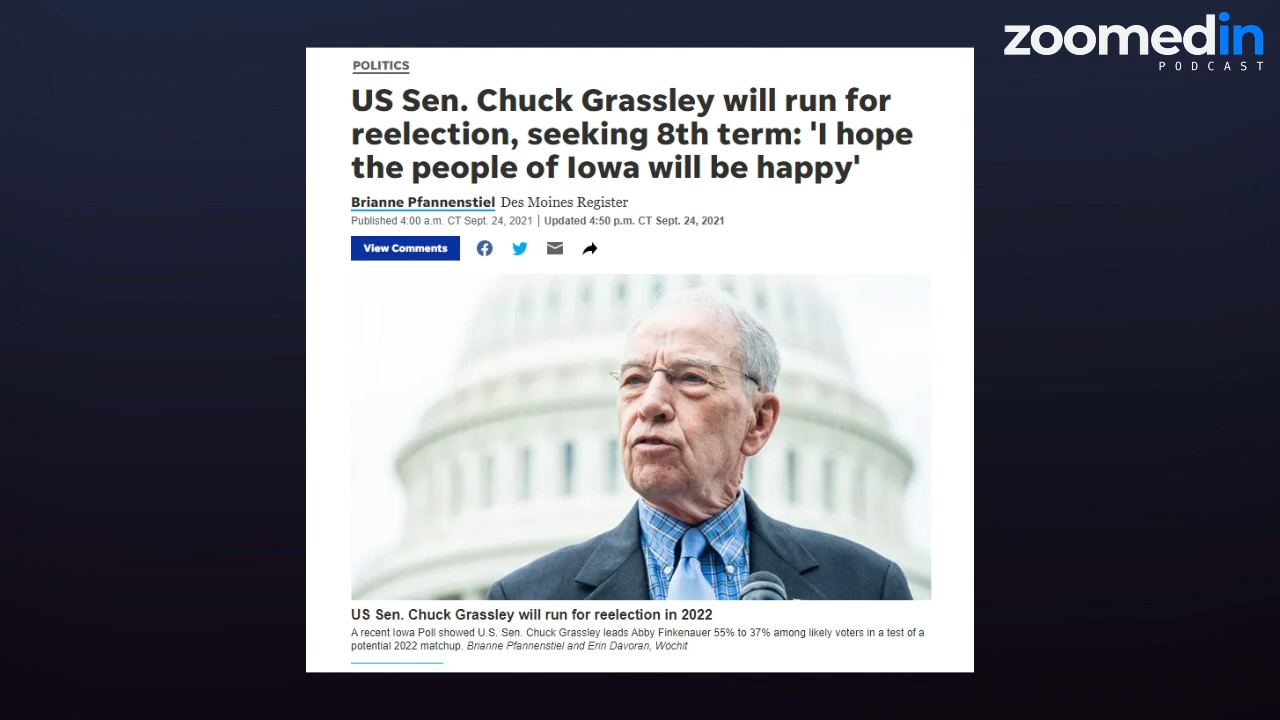 zoomedin
PODCAST
POLITICS
US Sen. Chuck Grassley will run for
reelection, seeking 8th term: 'I hope
the people of Iowa will be happy'
Brianne Pfannenstiel Des Moines Register
Published 4:00 a.m. CT Sept. 24, 2021 | Updated 4:50 p.m. CT Sept. 24, 2021
View Comments
US Sen. Chuck Grassley will run for reelection in 2022
A recent Iowa Poll showed U.S. Sen. Chuck Grassley leads Abby Finkenauer 55% to 37% among likely voters in a test of a
potential 2022 matchup. Brianne Pfannenstiel and Erin Davoran, Wochit